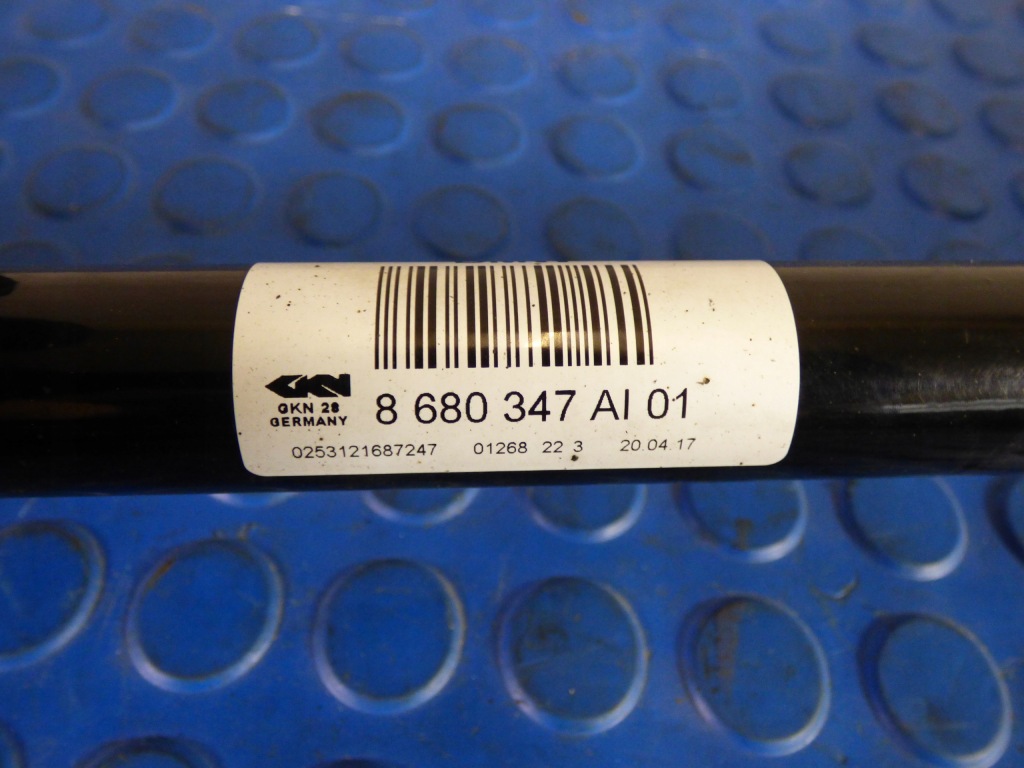 GKN
GKN 28
GERMANY
8 680 347 AI 01
0253121687247 01268 22 3 20.04.17